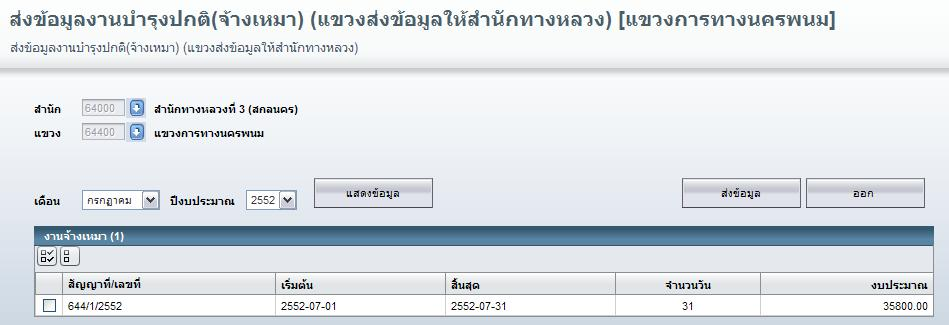 ส่งข้อมูลงานบำรุงปกติ(จ้างเหมา) (แขวงส่งข้อมูลให้สำนักทางหลวง) [แขวงการทางนครพนม]
ส่งข้อมูลงานบำรุงปกติ(จ้างเหมา) (แขวงส่งข้อมูลให้สำนักทางหลวง)
สำนัก 64000 สำนักทางหลวงที่ 3 (สกลนคร)
แขวง 64400 แขวงการทางนครพนม
เดือน กรกฎาคม ปีงบประมาณ 2552 แสดงข้อมูล ส่งข้อมูล ออก
งานจ้างเหมา (1)
สัญญาที่/เลขที่ เริ่มต้น สิ้นสุด จำนวนวัน งบประมาณ
644/1/2552 2552-07-01 2552-07-31 31 35800.00